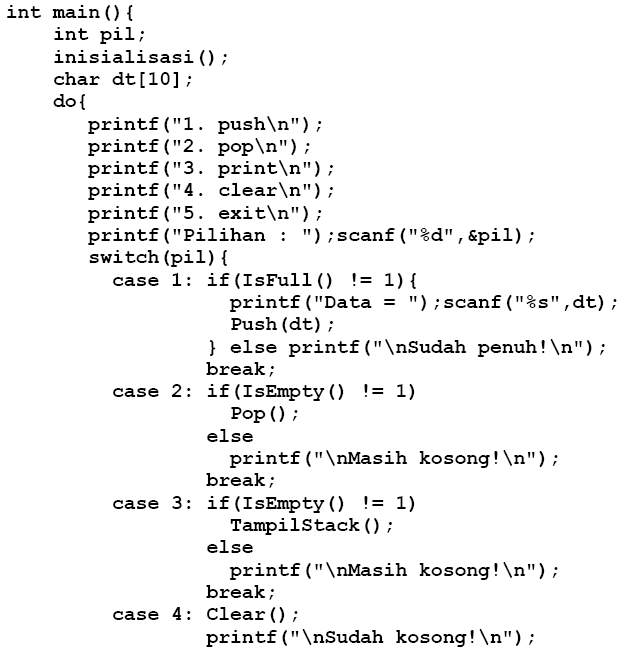 int main(){
    int pil;
    inisialisasi();
    char dt[10];
    do{
       printf("1. push\n");
       printf("2. pop\n");
       printf("3. print\n");
       printf("4. clear\n");
       printf("5. exit\n");
       printf("Pilihan : ");scanf("%d",&pil);
       switch(pil){
         case 1: if(IsFull() != 1){
                   printf("Data = ");scanf("%s",dt);
                   Push(dt);
                 } else printf("\nSudah penuh!\n");
                 break;
         case 2: if(IsEmpty() != 1)
                   Pop();
                 else
                   printf("\nMasih kosong!\n");
                 break;
         case 3: if(IsEmpty() != 1)
                   TampilStack();
                 else
                   printf("\nMasih kosong!\n");
                 break;
         case 4: Clear();
                 printf("\nSudah kosong!\n");